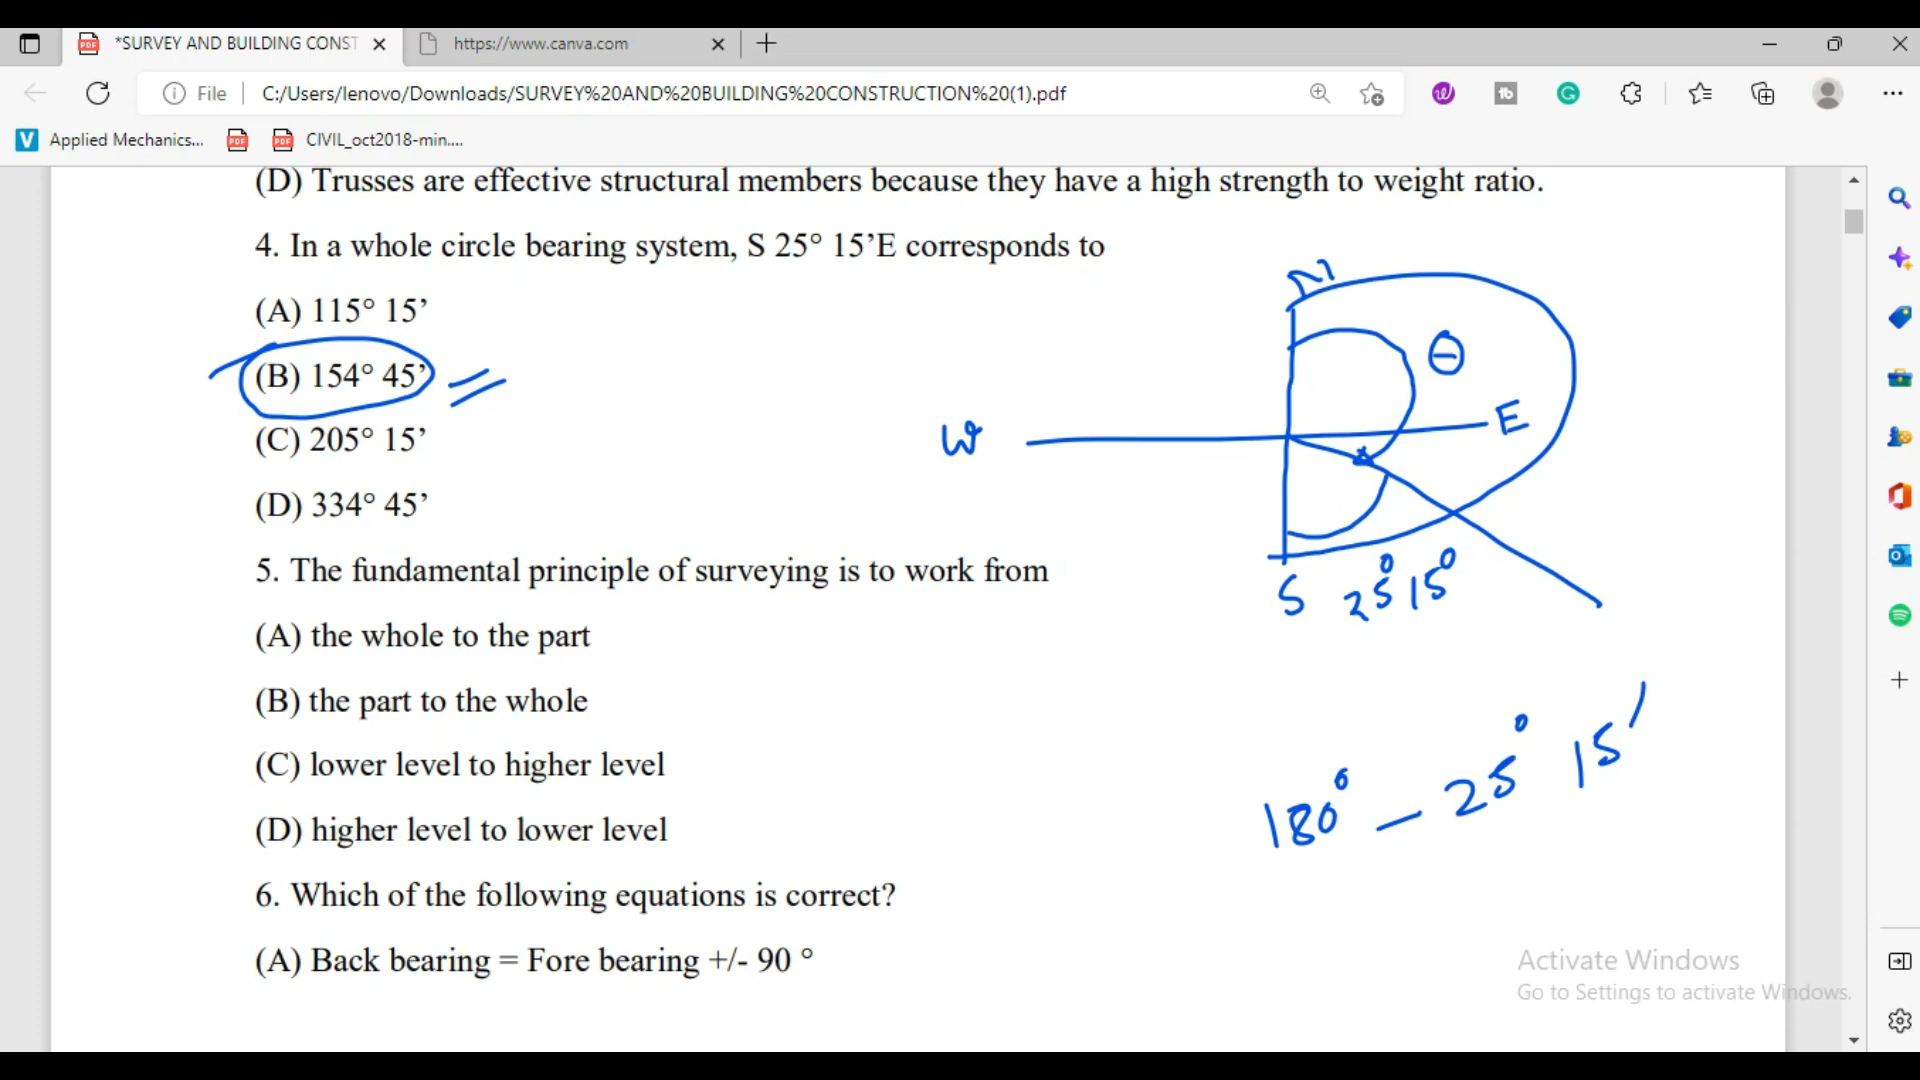 *SURVEY AND BUILDING CONST
https://www.canva.com
File
C:/Users/lenovo/Downloads/SURVEY%20AND%20BUILDING%20CONSTRUCTION%20(1).pdf
Applied Mechanics...
CIVIL_oct2018-min....
(D) Trusses are effective structural members because they have a high strength to weight ratio.
4. In a whole circle bearing system, S 25° 15’E corresponds to
(A) 115° 15’
(B) 154° 45’
(C) 205° 15’
(D) 334° 45’
5. The fundamental principle of surveying is to work from
(A) the whole to the part
(B) the part to the whole
(C) lower level to higher level
(D) higher level to lower level
6. Which of the following equations is correct?
(A) Back bearing = Fore bearing +/- 90 °
N
θ
W
E
S
25° 15°
180° - 25° 15'
Activate Windows
Go to Settings to activate Windows.